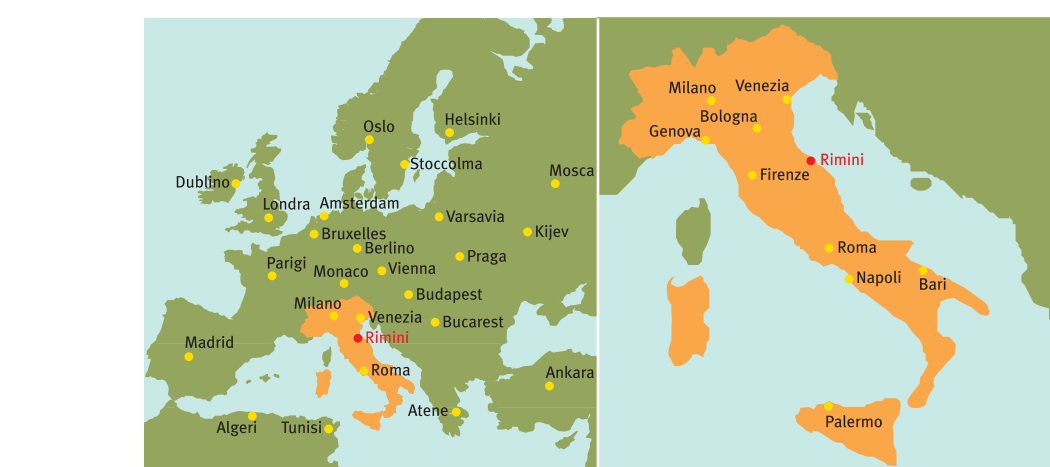 Oslo
Helsinki
Stoccolma
Mosca
Dublino
Londra
Amsterdam
Varsavia
Bruxelles
Kijev
Berlino
Praga
Parigi
Monaco
Vienna
Budapest
Milano
Venezia
Bucarest
Rimini
Madrid
Roma
Ankara
Atene
Algeri
Tunisi
Milano
Venezia
Bologna
Genova
Rimini
Firenze
Roma
Napoli
Bari
Palermo